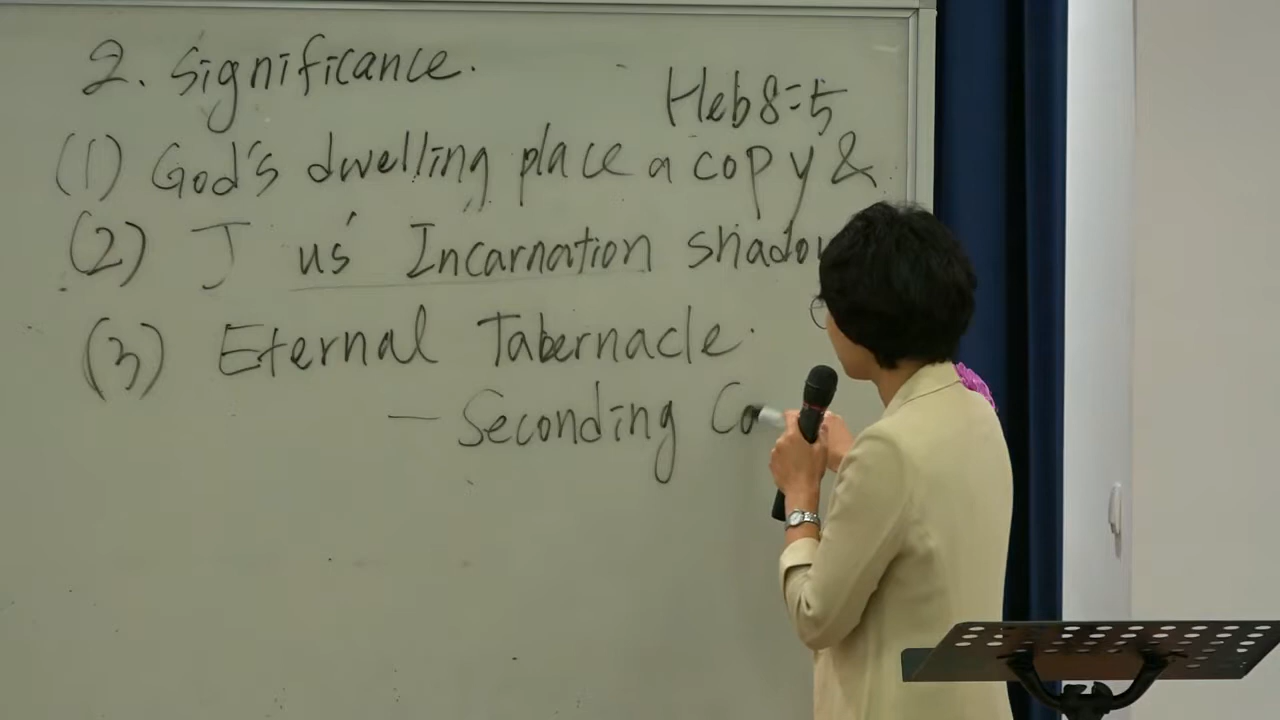 2. Significance.
Heb 8:5
(1) God's dwelling place a copy &
(2) J us' Incarnation shadow
(3) Eternal Tabernacle.
— Seconding Co